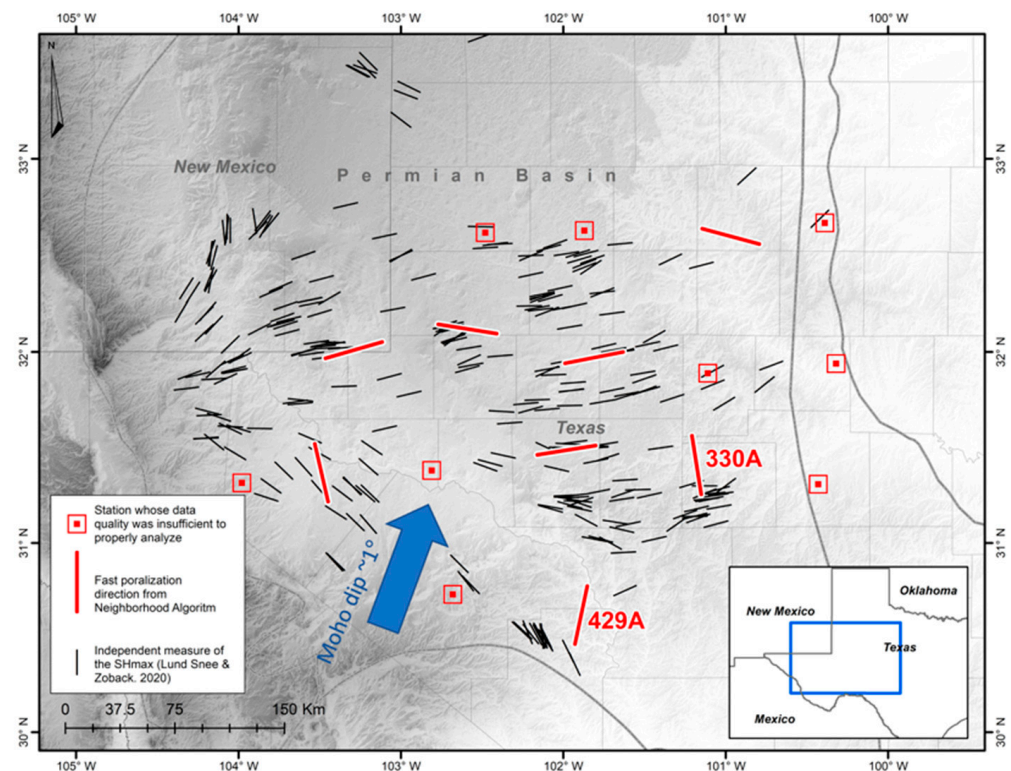 105° W 104° W 103° W 102° W 101° W 100° W
N
33° N 33° N
New Mexico
Permian Basin
32° N 32° N
Texas
330A
31° N 31° N
Moho dip ~1°
429A
Station whose data
quality was insufficient to
properly analyze
Fast poralization
direction from
Neighborhood Algoritm
Independent measure of
the SHmax (Lund Snee &
Zoback. 2020)
0 37.5 75 150 Km
Oklahoma
New Mexico
Texas
Mexico
30° N 30° N
105° W 104° W 103° W 102° W 101° W 100° W